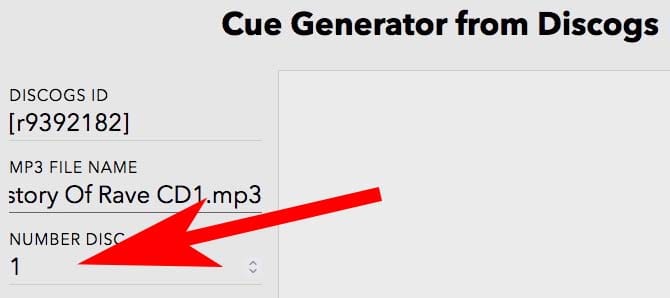 Cue Generator from Discogs
DISCOGS ID
[r9392182]
MP3 FILE NAME
story Of Rave CD1.mp3
NUMBER DISC
1